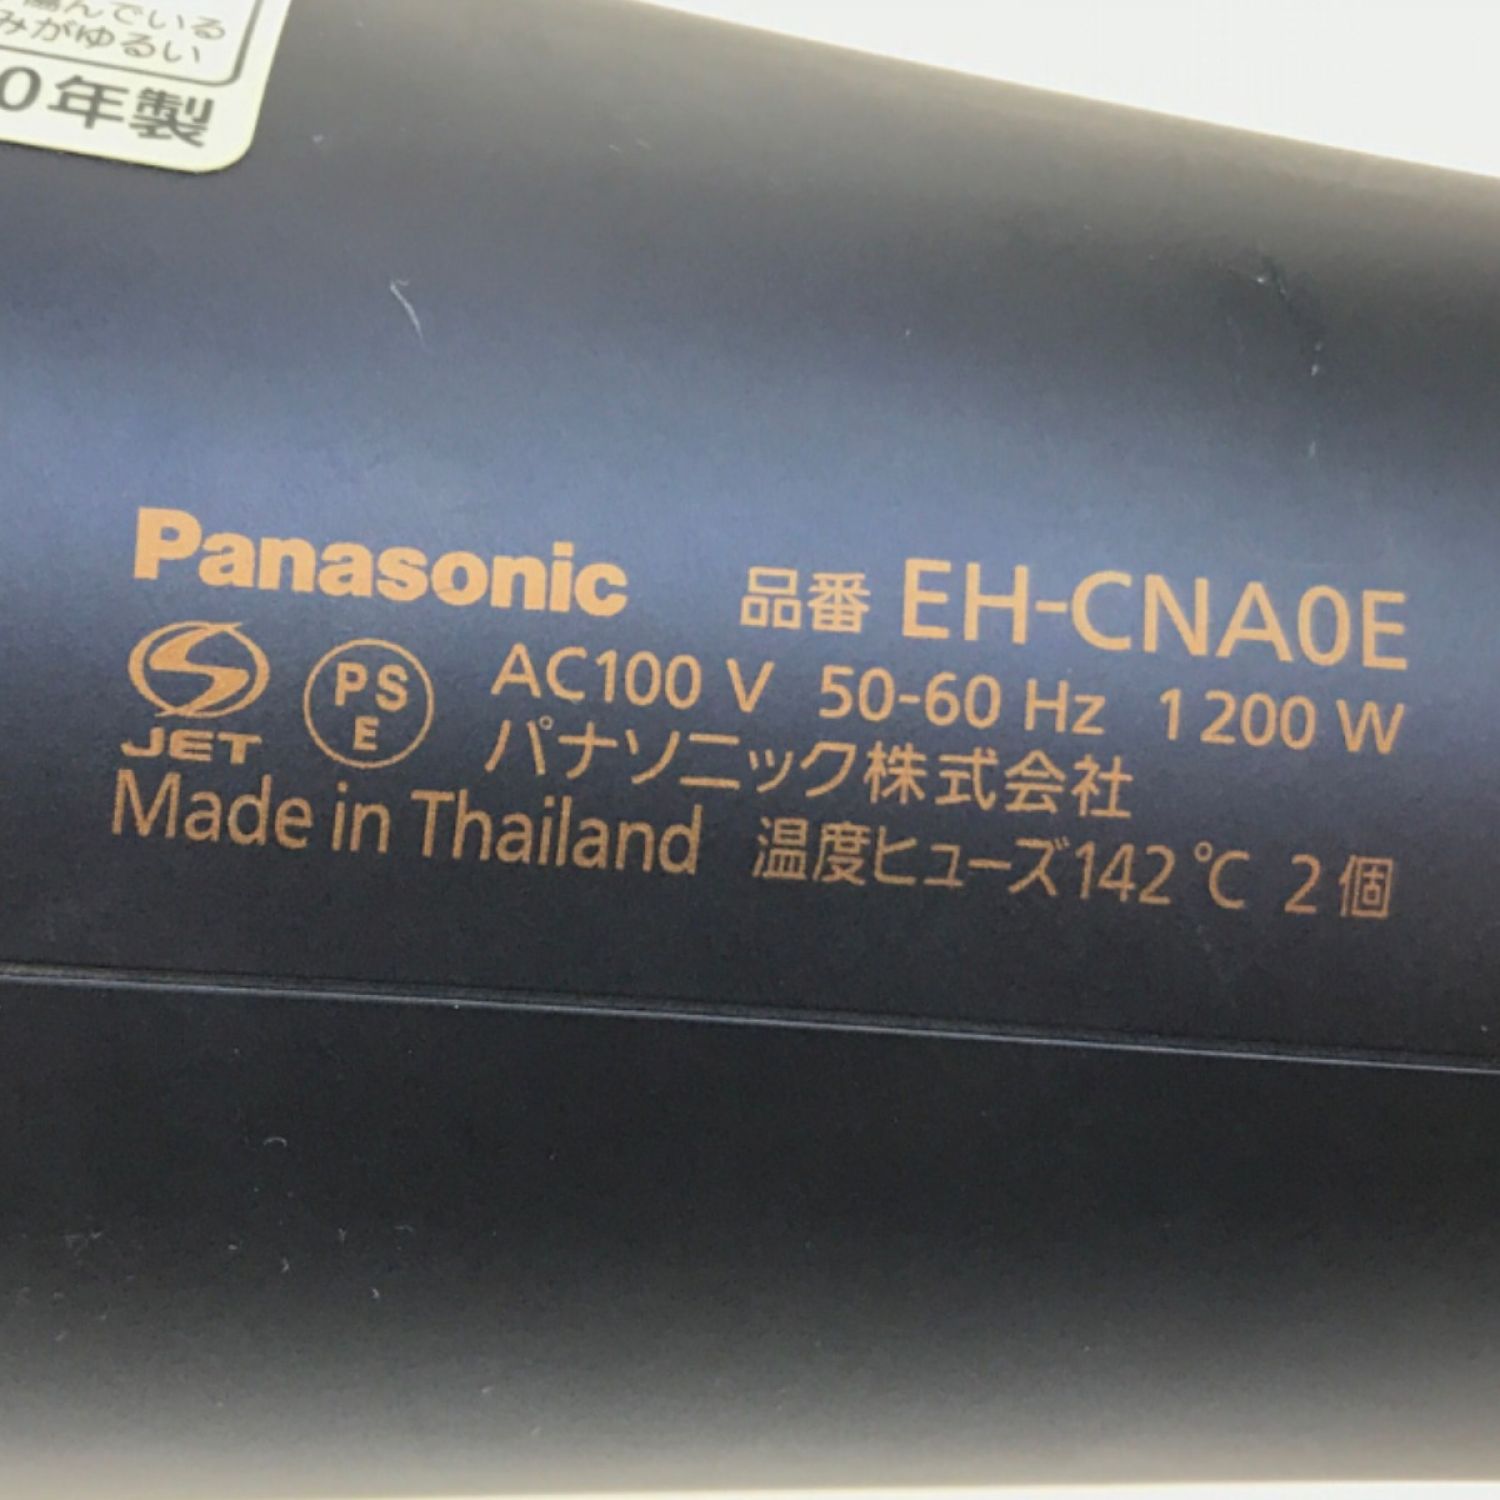 んでいる
みがゆるい
0年製
Panasonic 品番 EH-CNA0E
JET PSE AC100 V 50-60 Hz 1200 W
パナソニック株式会社
Made in Thailand 温度ヒューズ142℃ 2個